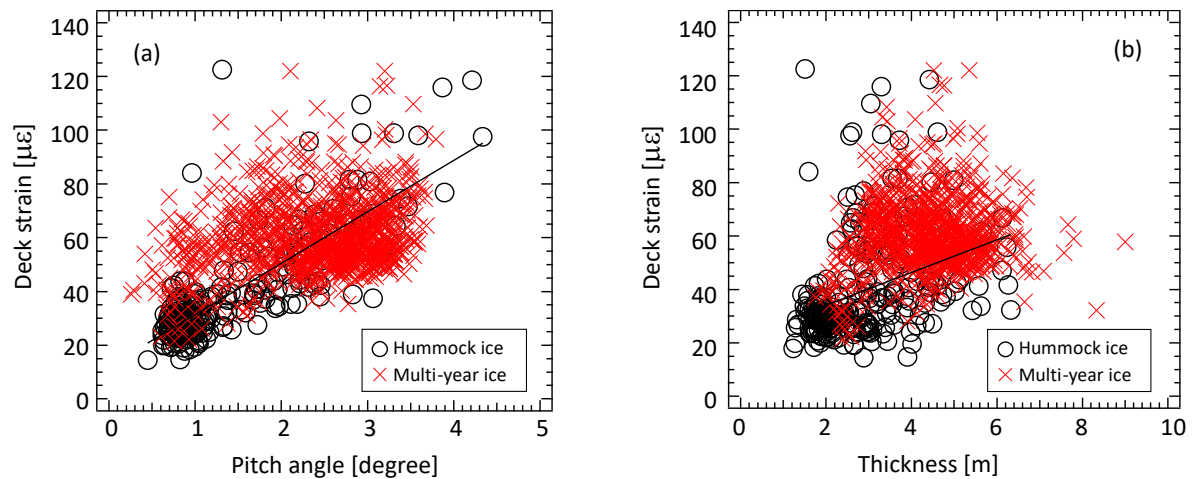 140
120
100
80
60
40
20
0
Deck strain [με]
(a)
Hummock ice
Multi-year ice
0 1 2 3 4 5
Pitch angle [degree]
140
120
100
80
60
40
20
0
Deck strain [με]
(b)
Hummock ice
Multi-year ice
0 2 4 6 8 10
Thickness [m]